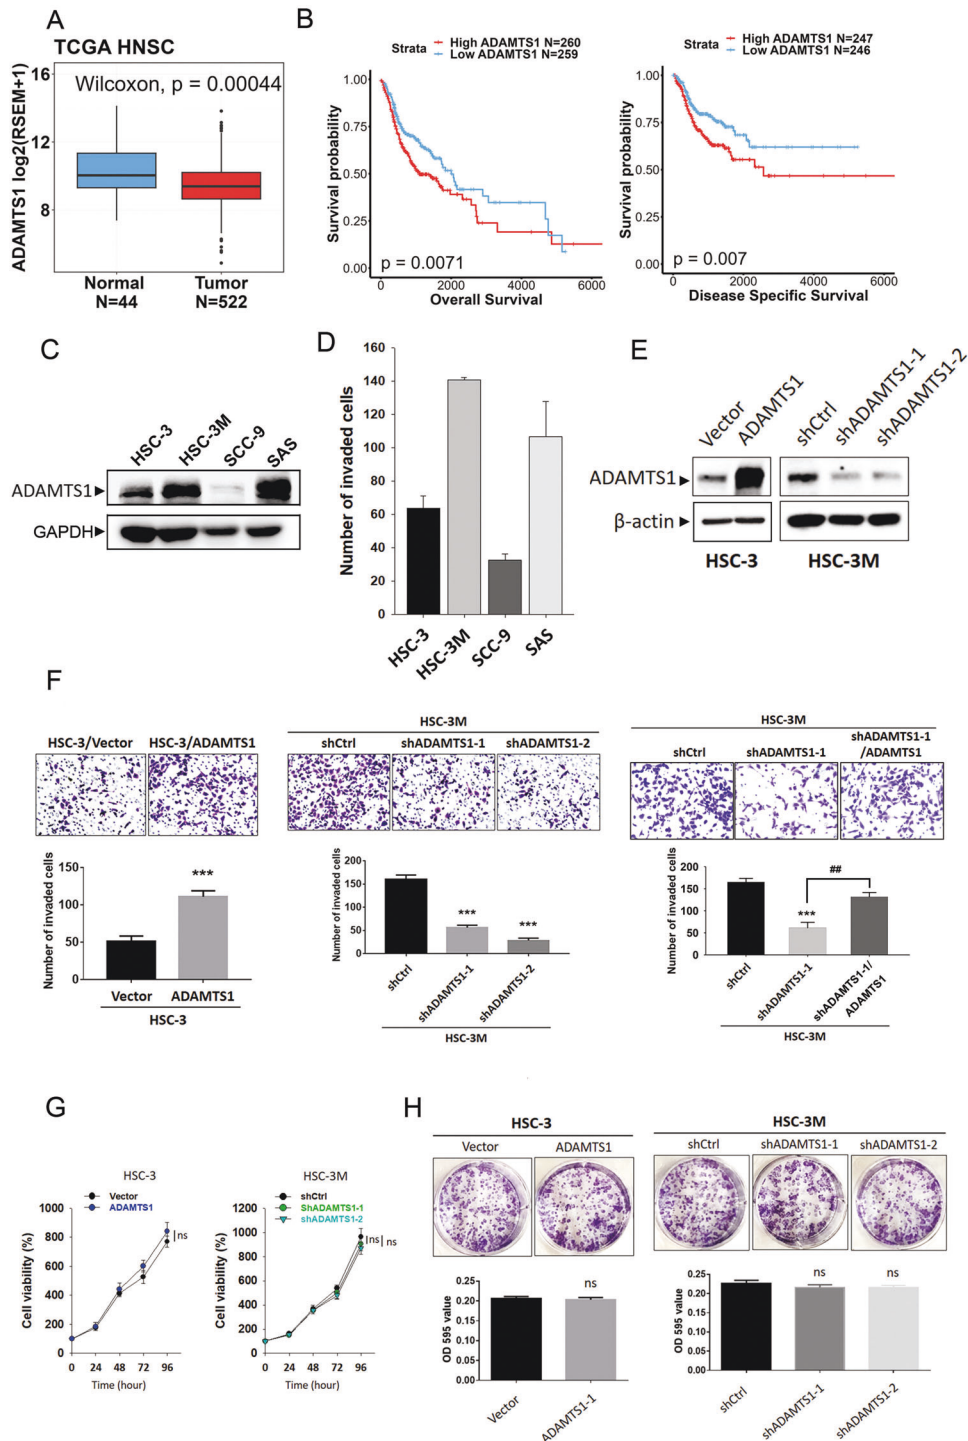 A
TCGA HNSC
ADAMTS1 log2(RSEM+1)
16
12
8
Wilcoxon, p = 0.00044
Normal
N=44
Tumor
N=522
B
Strata
High ADAMTS1 N=260
Low ADAMTS1 N=259
Survival probability
1.00
0.75
0.50
0.25
0.00
p = 0.0071
0
2000
4000
6000
Overall Survival
Strata
High ADAMTS1 N=247
Low ADAMTS1 N=246
Survival probability
1.00
0.75
0.50
0.25
0.00
p = 0.007
0
2000
4000
6000
Disease Specific Survival
C
HSC-3
HSC-3M
SCC-9
SAS
ADAMTS1
GAPDH
D
Number of invaded cells
160
140
120
100
80
60
40
20
0
HSC-3
HSC-3M
SCC-9
SAS
E
Vector
ADAMTS1
shCtrl
shADAMTS1-1
shADAMTS1-2
ADAMTS1
β-actin
HSC-3
HSC-3M
F
HSC-3/Vector
HSC-3/ADAMTS1
Number of invaded cells
150
100
50
0
***
Vector
ADAMTS1
HSC-3
HSC-3M
shCtrl
shADAMTS1-1
shADAMTS1-2
Number of invaded cells
200
150
100
50
0
***
***
shCtrl
shADAMTS1-1
shADAMTS1-2
HSC-3M
HSC-3M
shCtrl
shADAMTS1-1
shADAMTS1-1
/ADAMTS1
Number of invaded cells
200
150
100
50
0
***
##
shCtrl
shADAMTS1-1
shADAMTS1-1/
ADAMTS1
HSC-3M
G
HSC-3
Vector
ADAMTS1
Cell viability (%)
1000
800
600
400
200
0
ns
0
24
48
72
96
Time (hour)
HSC-3M
shCtrl
ShADAMTS1-1
shADAMTS1-2
Cell viability (%)
1200
1000
800
600
400
200
0
ns
ns
0
24
48
72
96
Time (hour)
H
HSC-3
Vector
ADAMTS1
OD 595 value
0.25
0.20
0.15
0.10
0.05
0.00
ns
Vector
ADAMTS1-1
HSC-3M
shCtrl
shADAMTS1-1
shADAMTS1-2
OD 595 value
0.25
0.20
0.15
0.10
0.05
0.00
ns
ns
shCtrl
shADAMTS1-1
shADAMTS1-2